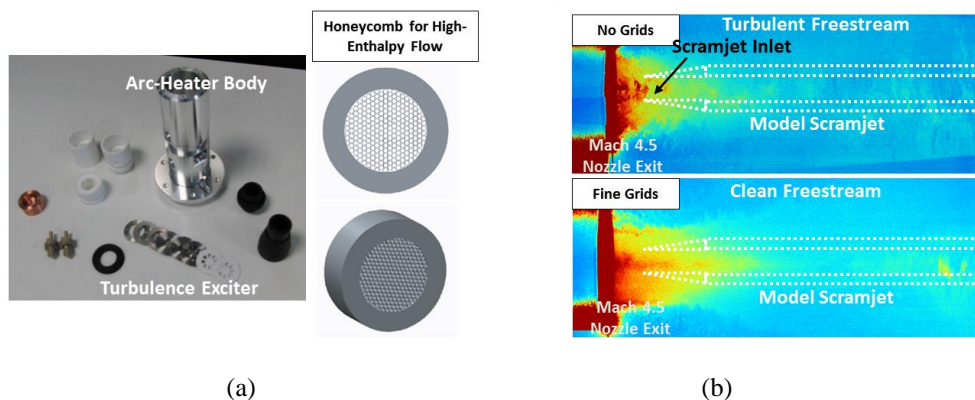 Arc-Heater Body
Turbulence Exciter
Honeycomb for High-
Enthalpy Flow
(a)
No Grids
Turbulent Freestream
Scramjet Inlet
Model Scramjet
Mach 4.5
Nozzle Exit
Fine Grids
Clean Freestream
Model Scramjet
Mach 4.5
Nozzle Exit
(b)